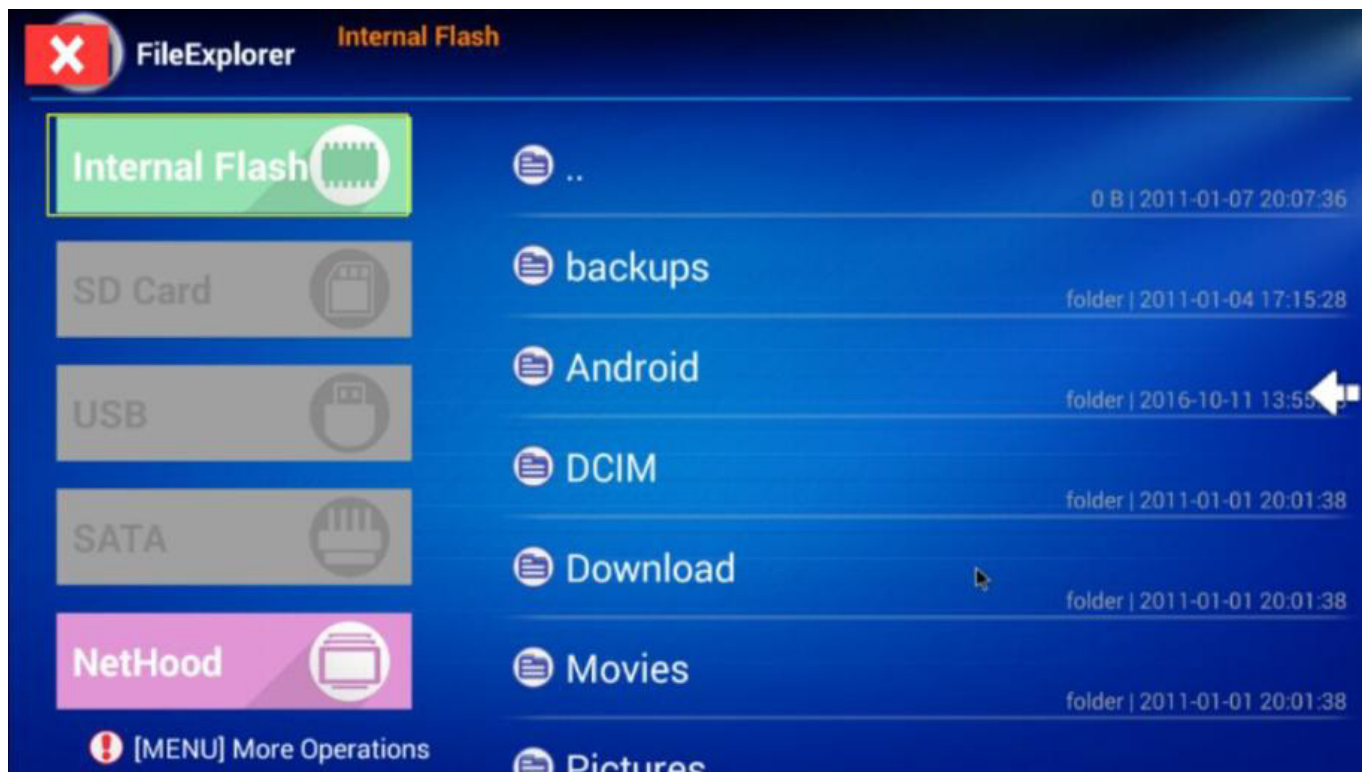 FileExplorer
Internal Flash
Internal Flash
SD Card
USB
SATA
NetHood
[MENU] More Operations
..
0 B | 2011-01-07 20:07:36
backups
folder | 2011-01-04 17:15:28
Android
folder | 2016-10-11 13:55
DCIM
folder | 2011-01-01 20:01:38
Download
folder | 2011-01-01 20:01:38
Movies
folder | 2011-01-01 20:01:38
Pictures